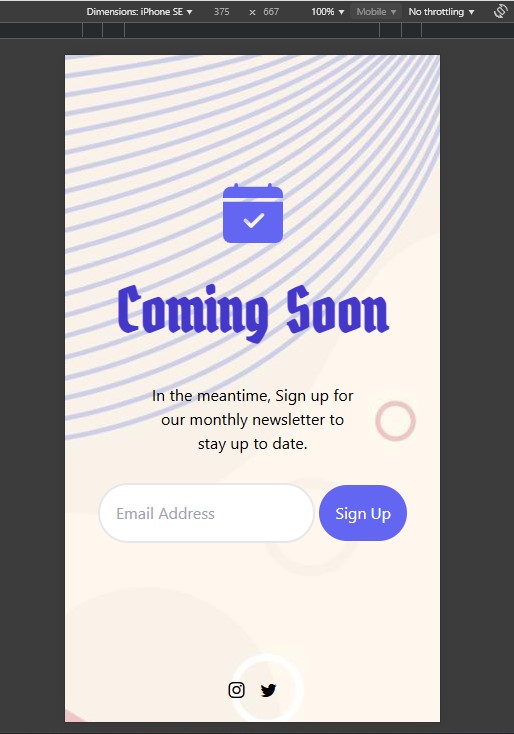 Dimensions: iPhone SE 375 × 667 100% Mobile No throttling
Coming Soon
In the meantime, Sign up for
our monthly newsletter to
stay up to date.
Email Address Sign Up